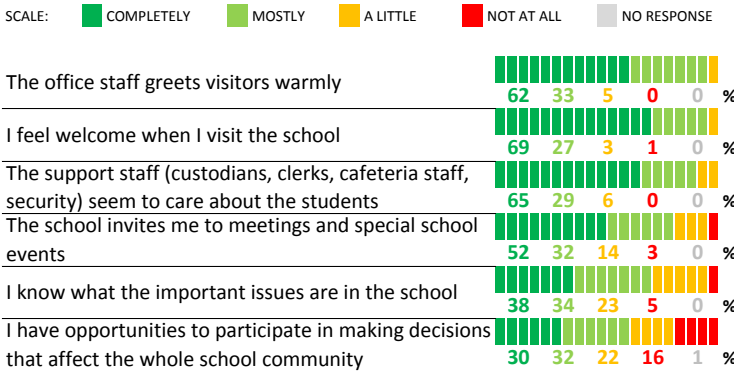 SCALE: COMPLETELY MOSTLY A LITTLE NOT AT ALL NO RESPONSE
The office staff greets visitors warmly
62 33 5 0 0 %
I feel welcome when I visit the school
69 27 3 1 0 %
The support staff (custodians, clerks, cafeteria staff,
security) seem to care about the students
65 29 6 0 0 %
The school invites me to meetings and special school
events
52 32 14 3 0 %
I know what the important issues are in the school
38 34 23 5 0 %
I have opportunities to participate in making decisions
that affect the whole school community
30 32 22 16 1 %